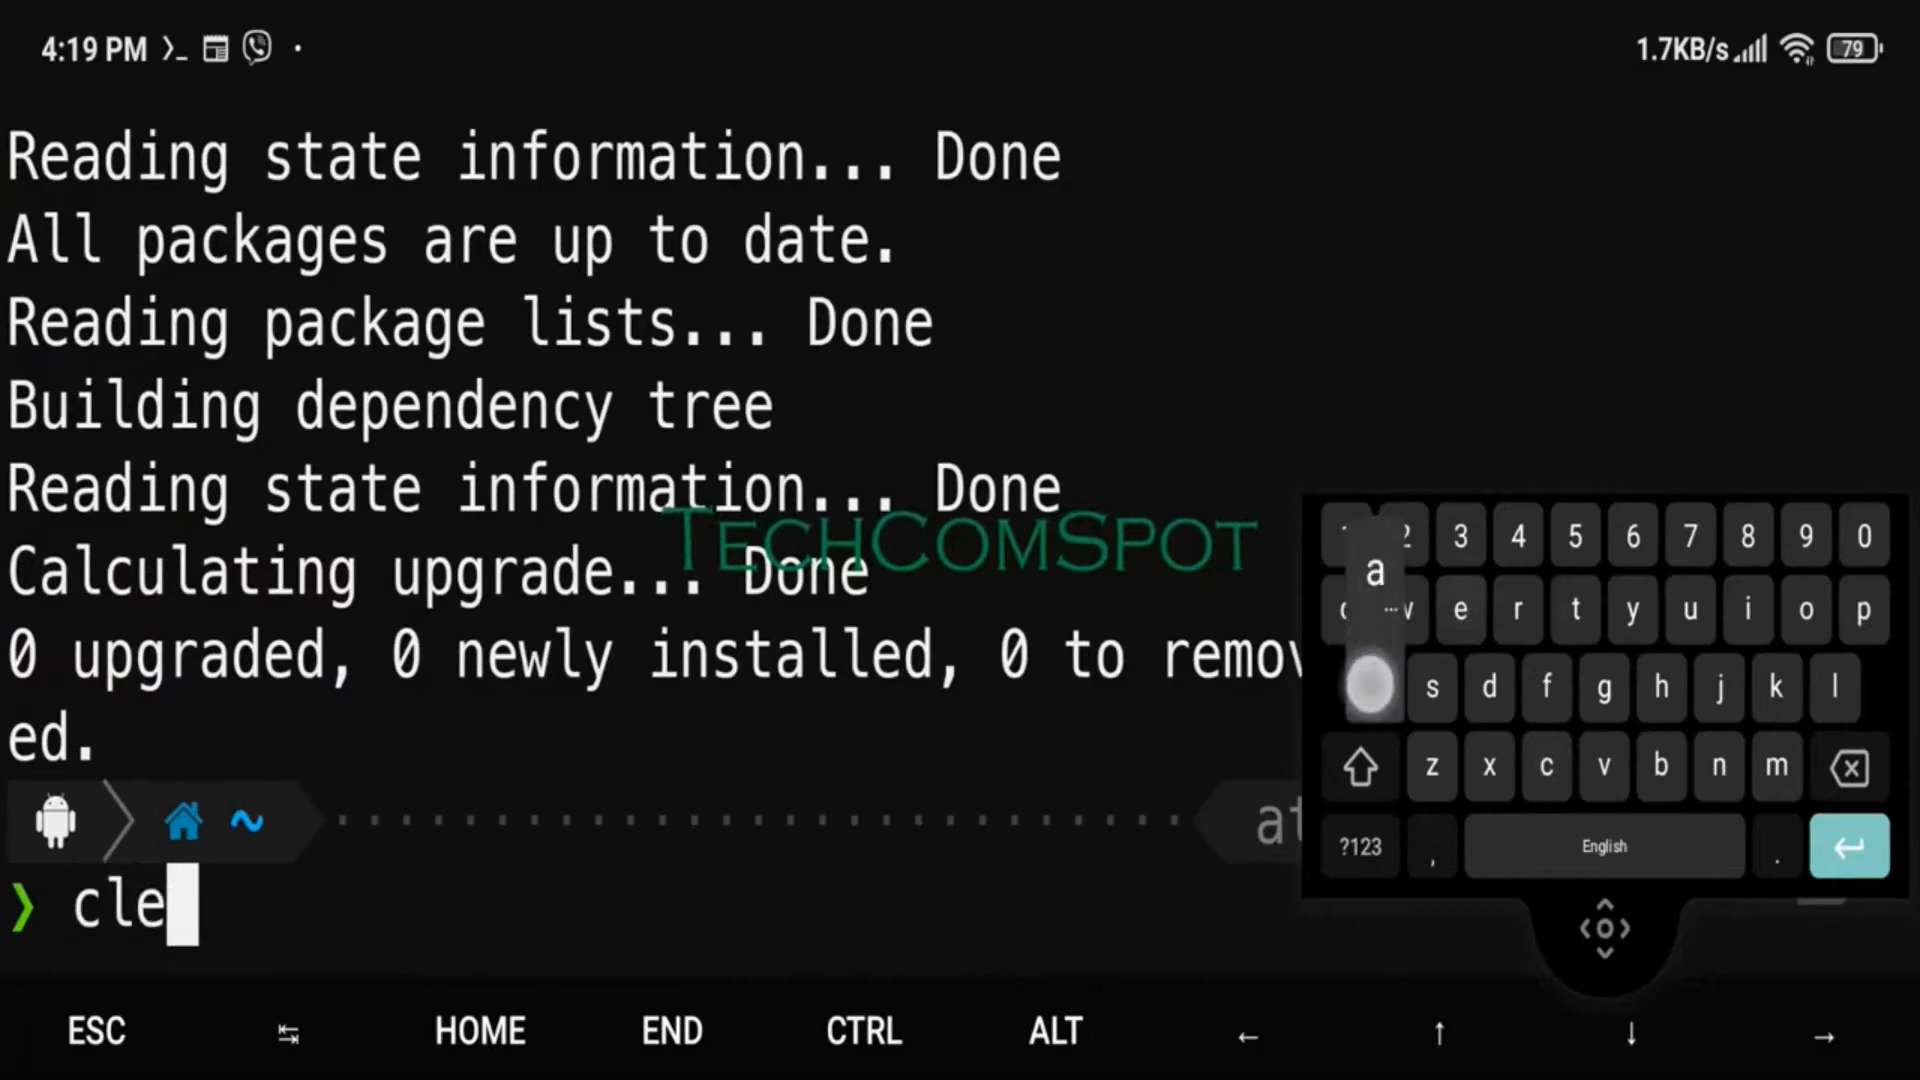 4:19 PM
1.7KB/s
79
Reading state information... Done
All packages are up to date.
Reading package lists... Done
Building dependency tree
Reading state information... Done
TECHCOMSPOT
Calculating upgrade... Done
0 upgraded, 0 newly installed, 0 to
ed.
~
❯ cle
2 3 4 5 6 7 8 9 0
a
e r t y u i o p
s d f g h j k l
z x c v b n m
?123 , English .
ESC ↹ HOME END CTRL ALT ← ↑ ↓ →